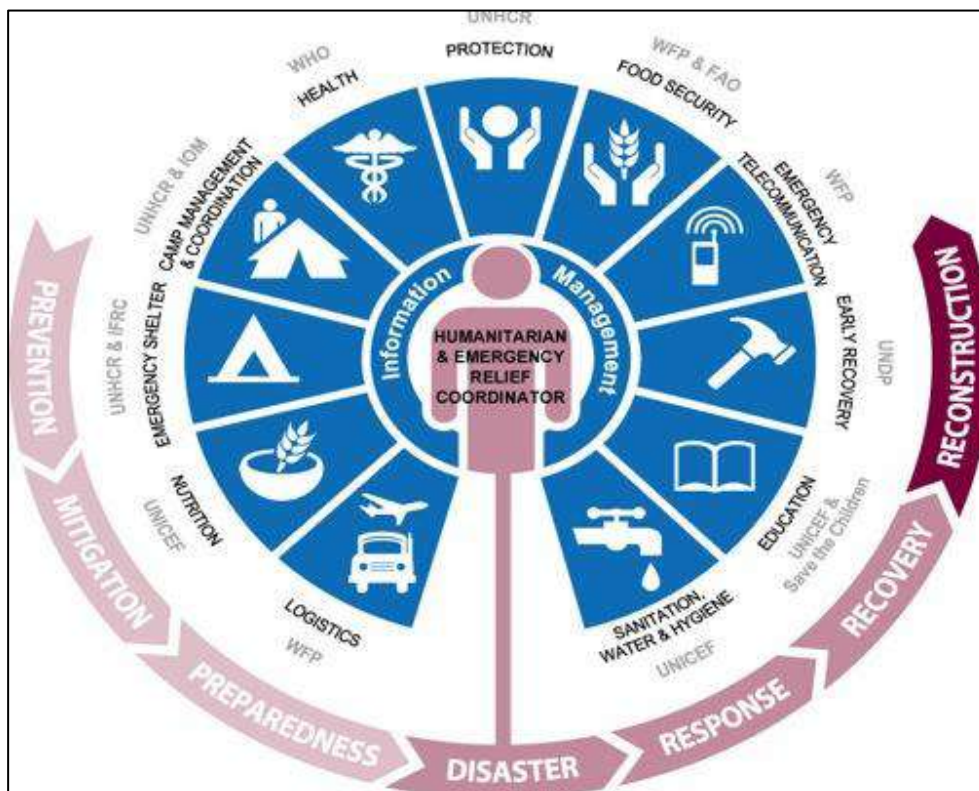 UNHCR
PROTECTION
WFP & FAO
FOOD SECURITY
WFP
EMERGENCY
TELECOMMUNICATION
UNDP
EARLY RECOVERY
UNICEF &
Save the Children
EDUCATION
SANITATION,
WATER & HYGIENE
UNICEF
LOGISTICS
WFP
NUTRITION
UNICEF
UNHCR & IFRC
EMERGENCY SHELTER
UNHCR & IOM
CAMP MANAGEMENT
& COORDINATION
WHO
HEALTH
Information
Management
HUMANITARIAN
& EMERGENCY
RELIEF
COORDINATOR
PREVENTION
MITIGATION
PREPAREDNESS
DISASTER
RESPONSE
RECOVERY
RECONSTRUCTION